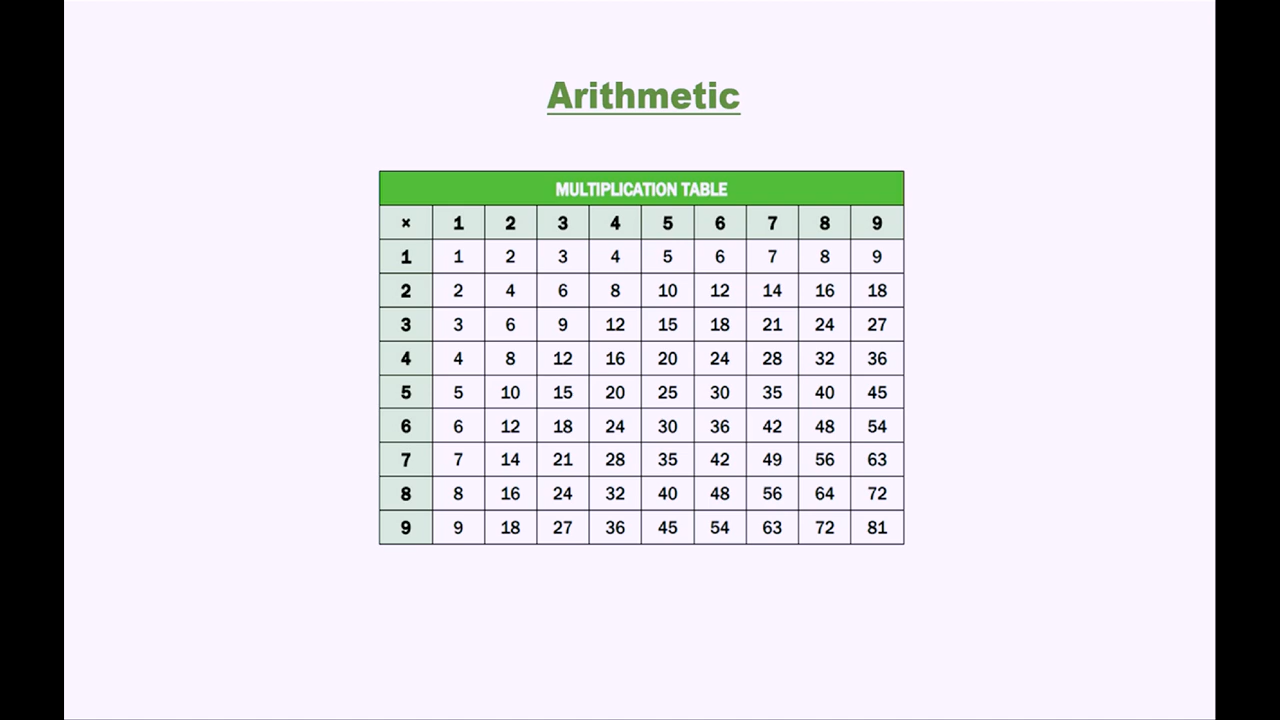 Arithmetic
MULTIPLICATION TABLE
× 1 2 3 4 5 6 7 8 9
1 1 2 3 4 5 6 7 8 9
2 2 4 6 8 10 12 14 16 18
3 3 6 9 12 15 18 21 24 27
4 4 8 12 16 20 24 28 32 36
5 5 10 15 20 25 30 35 40 45
6 6 12 18 24 30 36 42 48 54
7 7 14 21 28 35 42 49 56 63
8 8 16 24 32 40 48 56 64 72
9 9 18 27 36 45 54 63 72 81